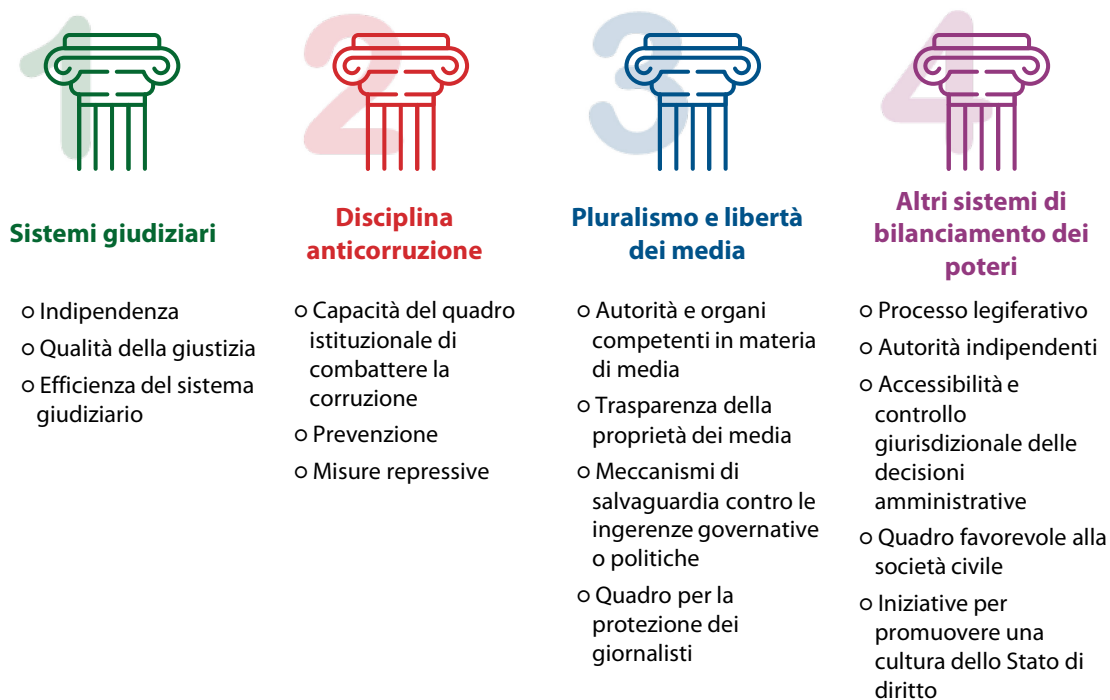 1
Sistemi giudiziari
Indipendenza
Qualità della giustizia
Efficienza del sistema
giudiziario
2
Disciplina
anticorruzione
Capacità del quadro
istituzionale di
combattere la
corruzione
Prevenzione
Misure repressive
3
Pluralismo e libertà
dei media
Autorità e organi
competenti in materia
di media
Trasparenza della
proprietà dei media
Meccanismi di
salvaguardia contro le
ingerenze governative
o politiche
Quadro per la
protezione dei
giornalisti
4
Altri sistemi di
bilanciamento dei
poteri
Processo legiferativo
Autorità indipendenti
Accessibilità e
controllo
giurisdizionale delle
decisioni
amministrative
Quadro favorevole alla
società civile
Iniziative per
promuovere una
cultura dello Stato di
diritto